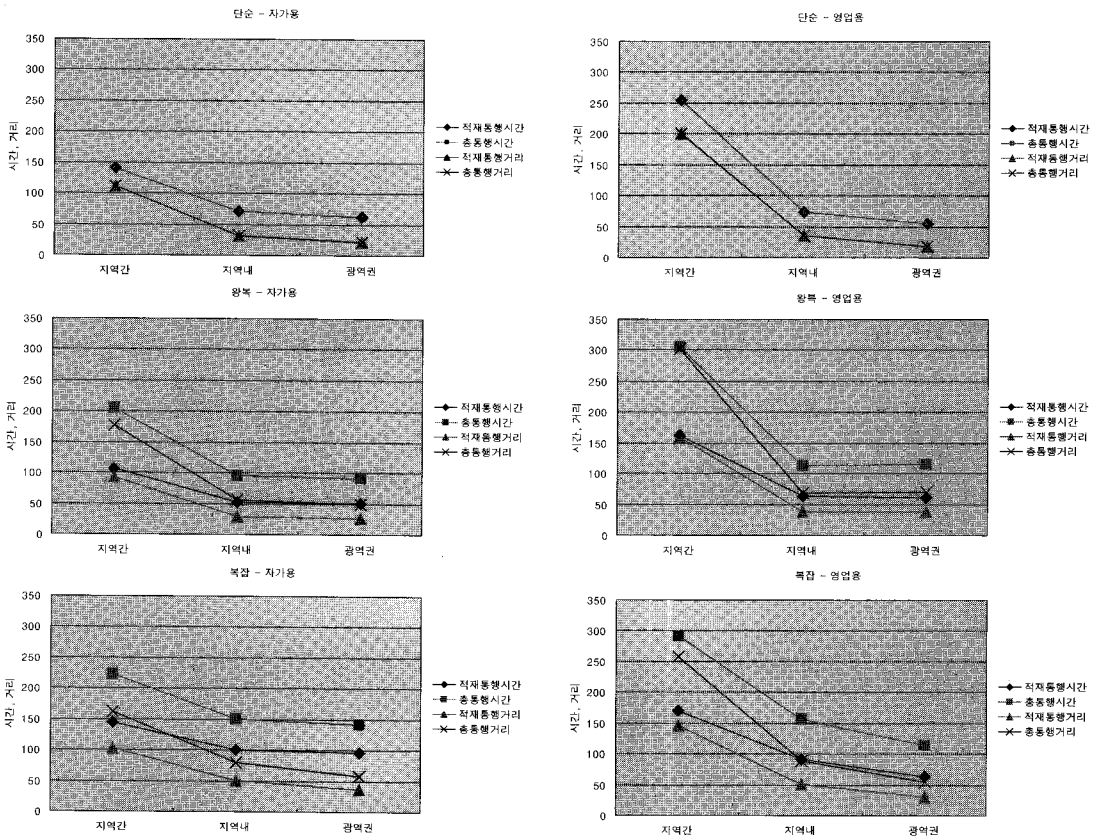 단순 - 자가용
350
300
250
200
150
100
50
0
시간, 거리
지역간 지역내 광역권
적재통행시간
총통행시간
적재통행거리
총통행거리
단순 - 영업용
350
300
250
200
150
100
50
0
시간, 거리
지역간 지역내 광역권
적재통행시간
총통행시간
적재통행거리
총통행거리
왕복 - 자가용
350
300
250
200
150
100
50
0
시간, 거리
지역간 지역내 광역권
적재통행시간
총통행시간
적재통행거리
총통행거리
왕복 - 영업용
350
300
250
200
150
100
50
0
시간, 거리
지역간 지역내 광역권
적재통행시간
총통행시간
적재통행거리
총통행거리
복잡 - 자가용
350
300
250
200
150
100
50
0
시간, 거리
지역간 지역내 광역권
적재통행시간
총통행시간
적재통행거리
총통행거리
복잡 - 영업용
350
300
250
200
150
100
50
0
시간, 거리
지역간 지역내 광역권
적재통행시간
총통행시간
적재통행거리
총통행거리